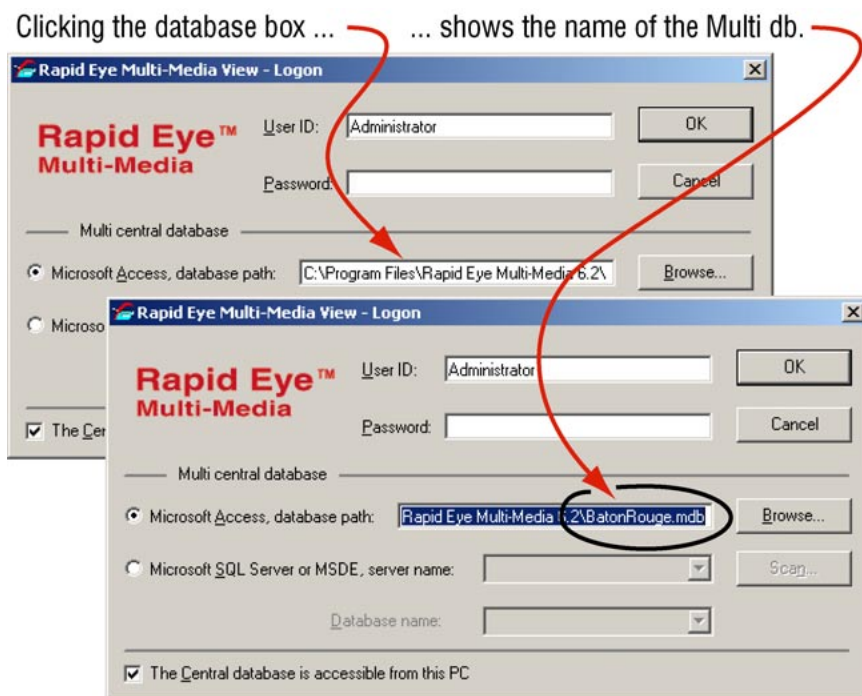 Clicking the database box ... ... shows the name of the Multi db.
Rapid Eye Multi-Media View - Logon
Rapid Eye™
Multi-Media
User ID: Administrator
OK
Password:
Cancel
Multi central database
Microsoft Access, database path: C:\Program Files\Rapid Eye Multi-Media 6.2\
Browse...
Microso
The Cer
Rapid Eye Multi-Media View - Logon
Rapid Eye™
Multi-Media
User ID: Administrator
OK
Password:
Cancel
Multi central database
Microsoft Access, database path: Rapid Eye Multi-Media 6.2\BatonRouge.mdb
Browse...
Microsoft SQL Server or MSDE, server name:
Scan...
Database name:
The Central database is accessible from this PC